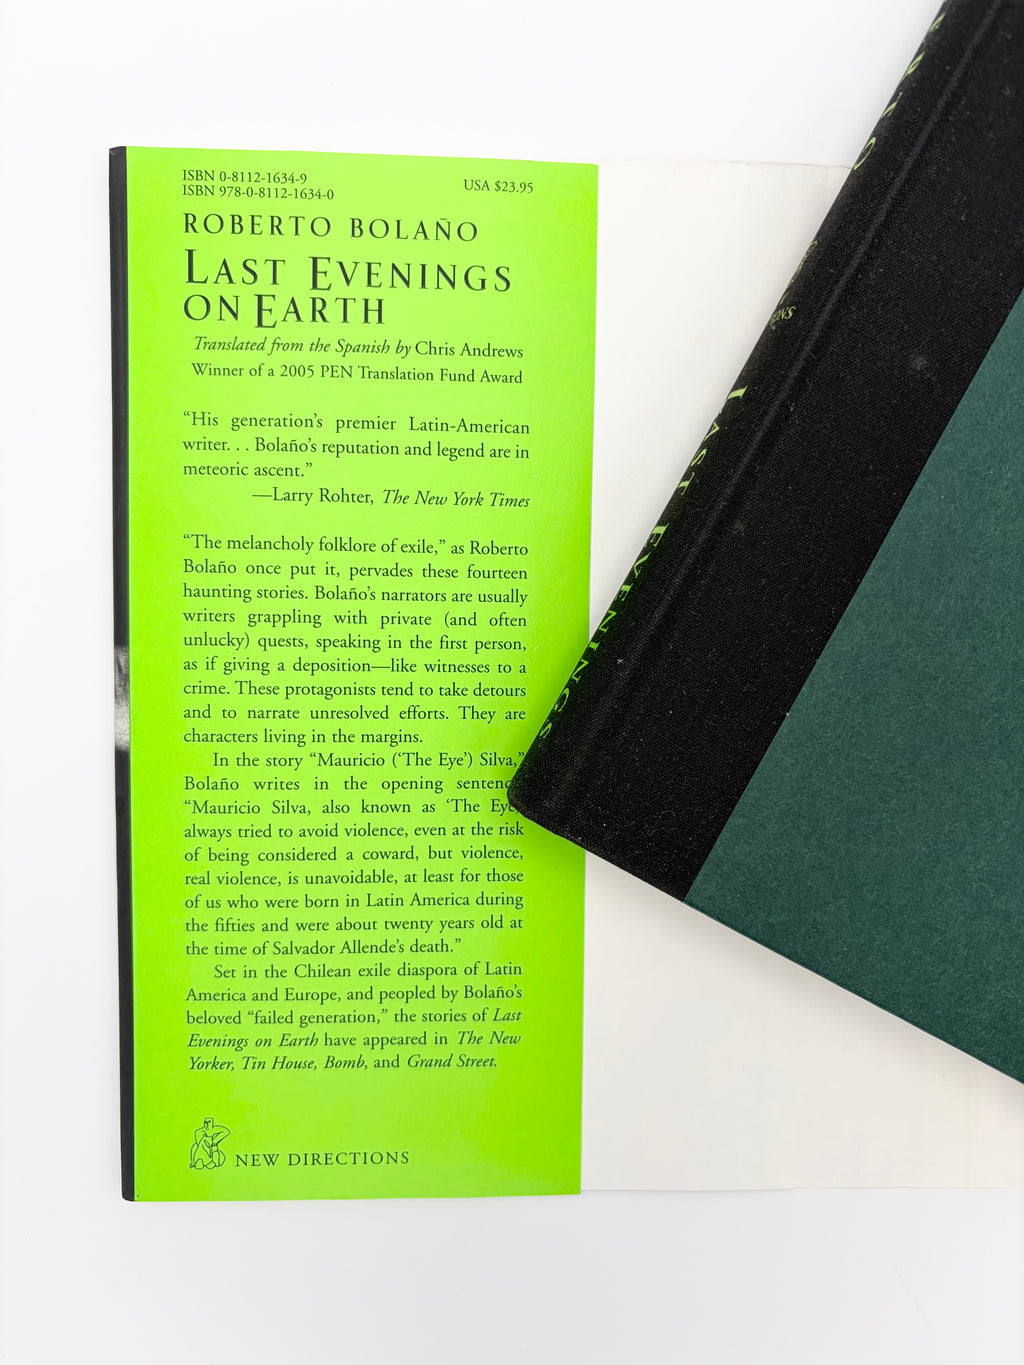 ISBN 0-8112-1634-9
ISBN 978-0-8112-1634-0
USA $23.95
ROBERTO BOLAÑO
LAST EVENINGS
ON EARTH
Translated from the Spanish by Chris Andrews
Winner of a 2005 PEN Translation Fund Award
“His generation’s premier Latin-American
writer. . . Bolaño’s reputation and legend are in
meteoric ascent.”
—Larry Rohter, The New York Times
“The melancholy folklore of exile,” as Roberto
Bolaño once put it, pervades these fourteen
haunting stories. Bolaño’s narrators are usually
writers grappling with private (and often
unlucky) quests, speaking in the first person,
as if giving a deposition—like witnesses to a
crime. These protagonists tend to take detours
and to narrate unresolved efforts. They are
characters living in the margins.
In the story “Mauricio (‘The Eye’) Silva,”
Bolaño writes in the opening
“Mauricio Silva, also known as ‘The Eye,’
always tried to avoid violence, even at the risk
of being considered a coward, but violence,
real violence, is unavoidable, at least for those
of us who were born in Latin America during
the fifties and were about twenty years old at
the time of Salvador Allende’s death.”
Set in the Chilean exile diaspora of Latin
America and Europe, and peopled by Bolaño’s
beloved “failed generation,” the stories of Last
Evenings on Earth have appeared in The New
Yorker, Tin House, Bomb, and Grand Street.
NEW DIRECTIONS
LAST EVENINGS